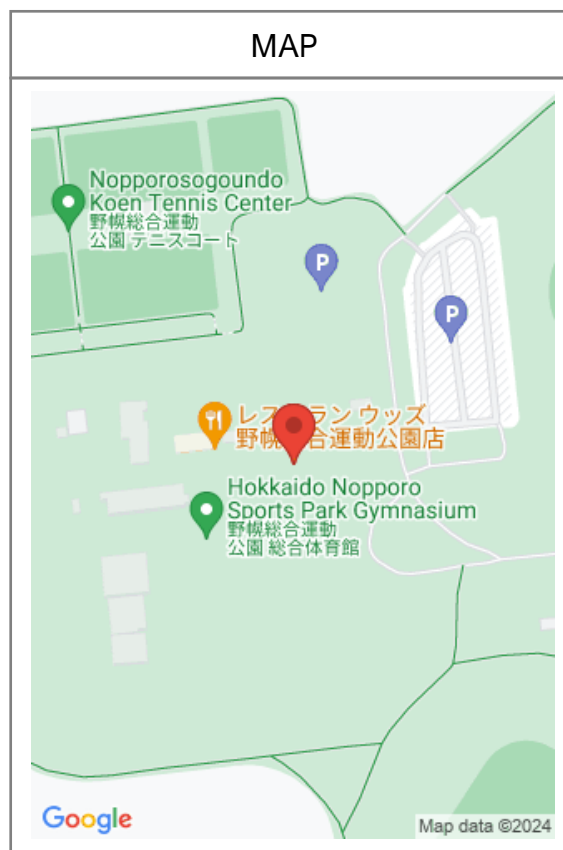 MAP
Nopporosogoundo
Koen Tennis Center
野幌総合運動
公園 テニスコート
P
P
レストラン ウッズ
野幌総合運動公園店
Hokkaido Nopporo
Sports Park Gymnasium
野幌総合運動
公園 総合体育館
Google
Map data ©2024